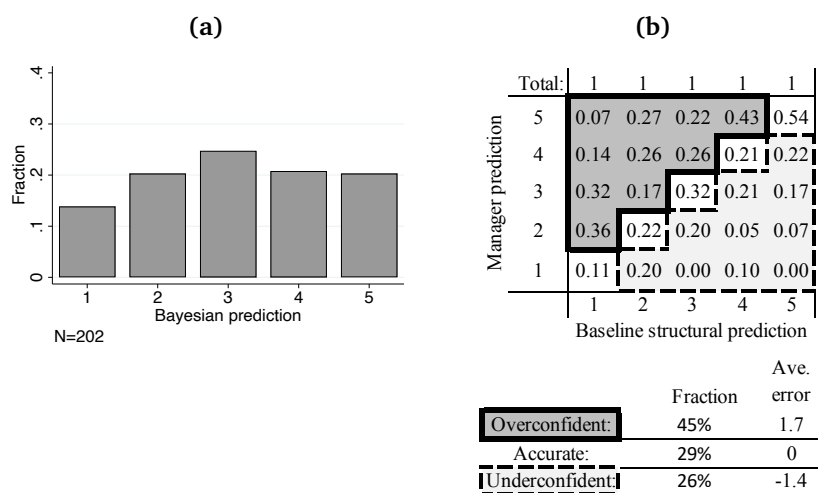 (a)
.4
.3
.2
.1
0
Fraction
1 2 3 4 5
Bayesian prediction
N=202
(b)
Total: 1 1 1 1 1
5 0.07 0.27 0.22 0.43 0.54
4 0.14 0.26 0.26 0.21 0.22
3 0.32 0.17 0.32 0.21 0.17
2 0.36 0.22 0.20 0.05 0.07
1 0.11 0.20 0.00 0.10 0.00
Manager prediction
1 2 3 4 5
Baseline structural prediction
Ave.
Fraction error
Overconfident: 45% 1.7
Accurate: 29% 0
Underconfident: 26% -1.4